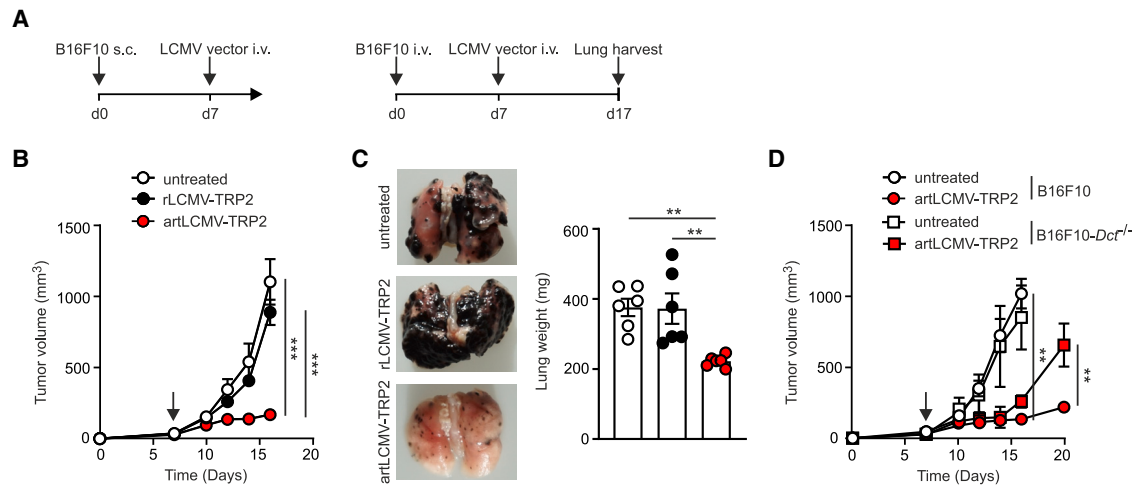 A
B16F10 s.c.
LCMV vector i.v.
d0
d7
B16F10 i.v.
LCMV vector i.v.
Lung harvest
d0
d7
d17
B
untreated
rLCMV-TRP2
artLCMV-TRP2
Tumor volume (mm³)
1500
1000
500
0
0
5
10
15
20
Time (Days)
***
***
C
untreated
rLCMV-TRP2
artLCMV-TRP2
Lung weight (mg)
600
400
200
0
**
**
D
untreated
artLCMV-TRP2
B16F10
untreated
artLCMV-TRP2
B16F10-Dct-/-
Tumor volume (mm³)
1500
1000
500
0
0
5
10
15
20
Time (Days)
**
**